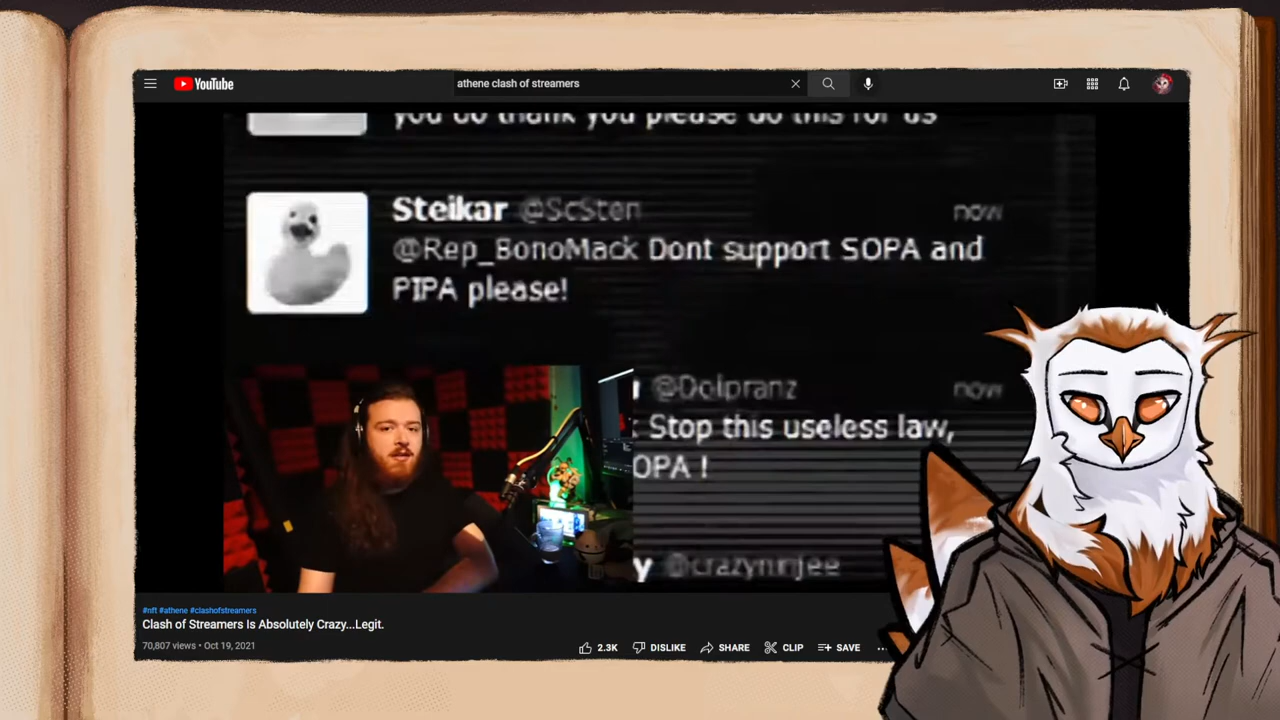 YouTube
athene clash of streamers
you do thank you please do this for us
Steikar @ScSten now
@Rep_BonoMack Dont support SOPA and
PIPA please!
@Dolpranz now
Stop this useless law,
OPA !
y @crazyninjee
#nft #athene #clashofstreamers
Clash of Streamers Is Absolutely Crazy...Legit.
70,807 views • Oct 19, 2021
2.3K DISLIKE SHARE CLIP SAVE ...